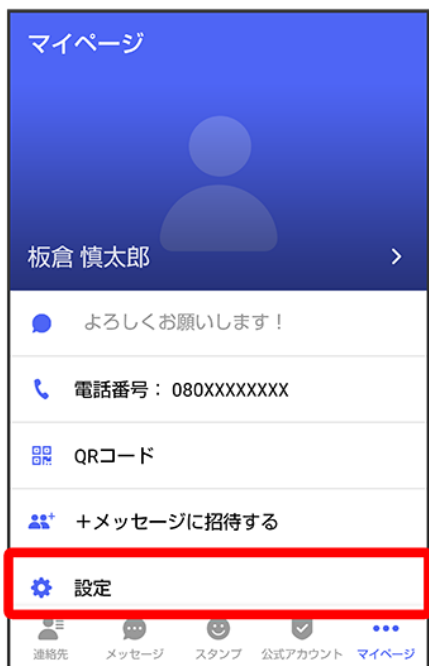 マイページ
板倉 慎太郎
よろしくお願いします！
電話番号： 080XXXXXXXX
QRコード
＋メッセージに招待する
設定
連絡先 メッセージ スタンプ 公式アカウント マイページ